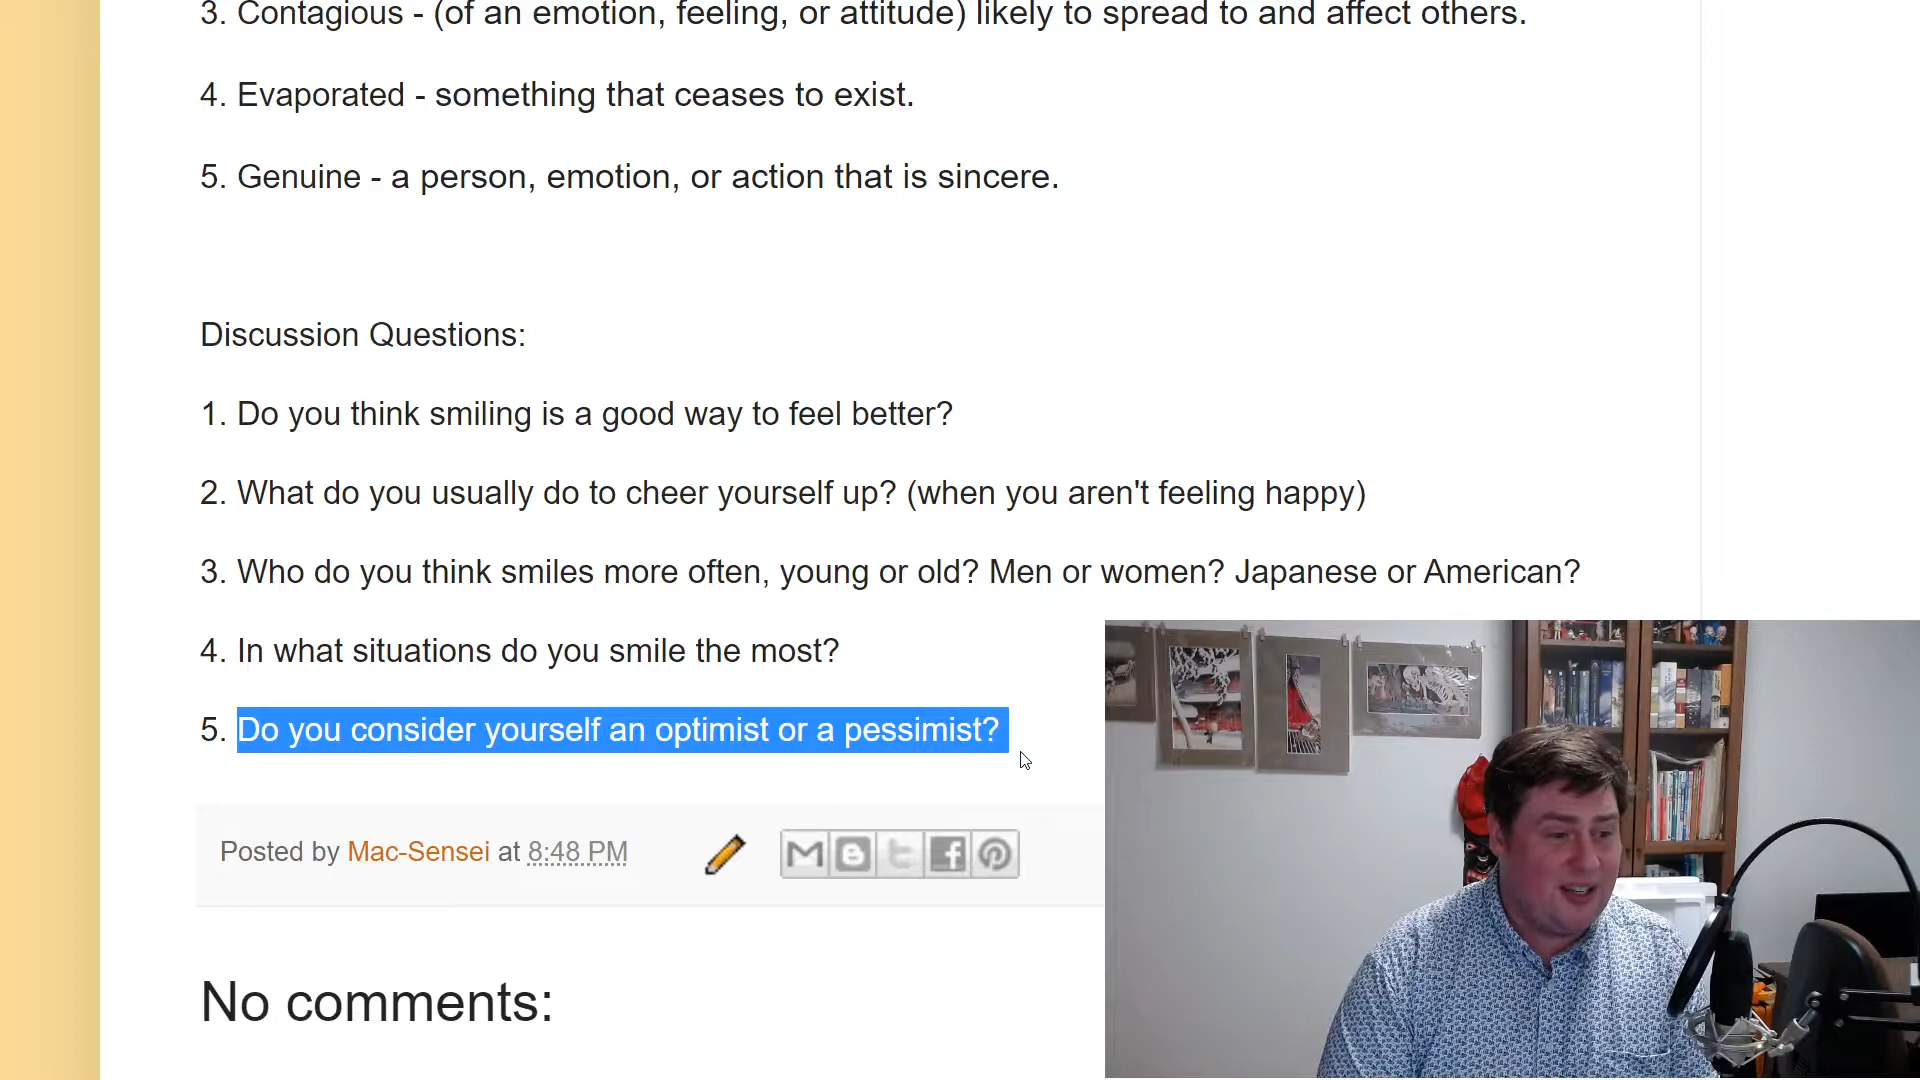 3. Contagious - (of an emotion, feeling, or attitude) likely to spread to and affect others.
4. Evaporated - something that ceases to exist.
5. Genuine - a person, emotion, or action that is sincere.
Discussion Questions:
1. Do you think smiling is a good way to feel better?
2. What do you usually do to cheer yourself up? (when you aren't feeling happy)
3. Who do you think smiles more often, young or old? Men or women? Japanese or American?
4. In what situations do you smile the most?
5. Do you consider yourself an optimist or a pessimist?
Posted by Mac-Sensei at 8:48 PM
No comments: